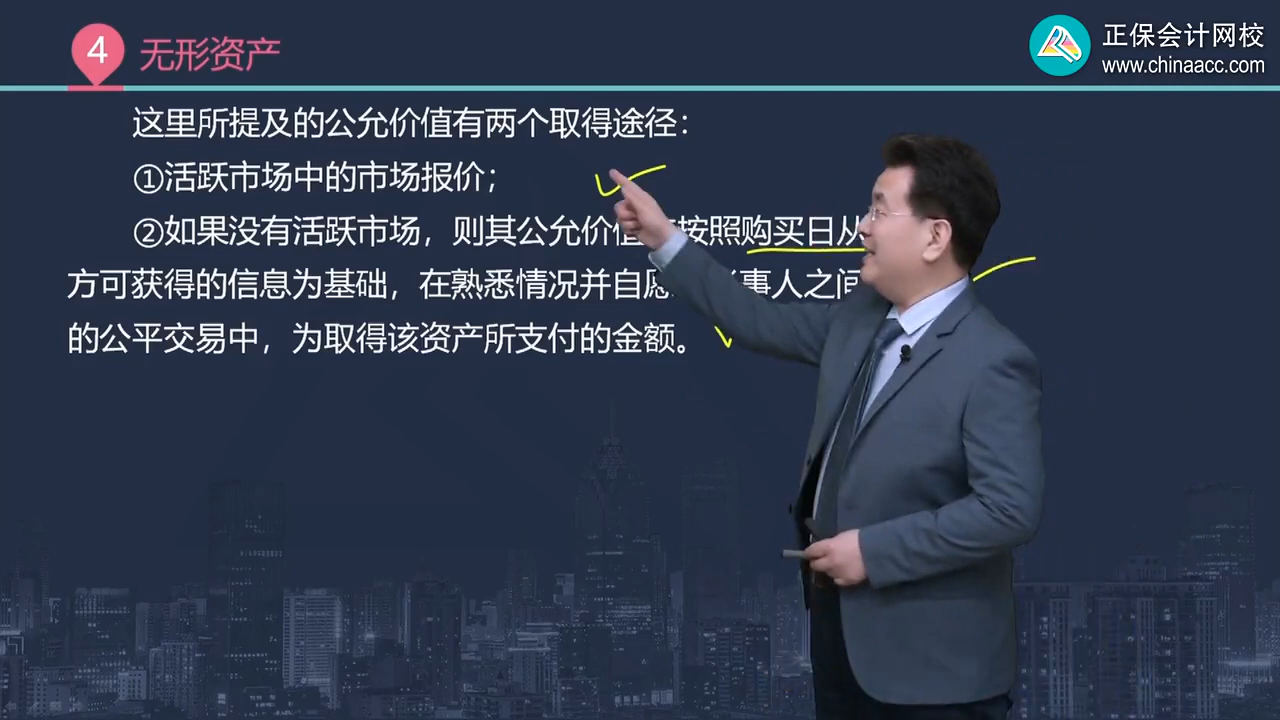 4 无形资产
正保会计网校
www.chinaacc.com
这里所提及的公允价值有两个取得途径：
①活跃市场中的市场报价；
②如果没有活跃市场，则其公允价值 按照购买日从
方可获得的信息为基础，在熟悉情况并自愿 事人之间
的公平交易中，为取得该资产所支付的金额。